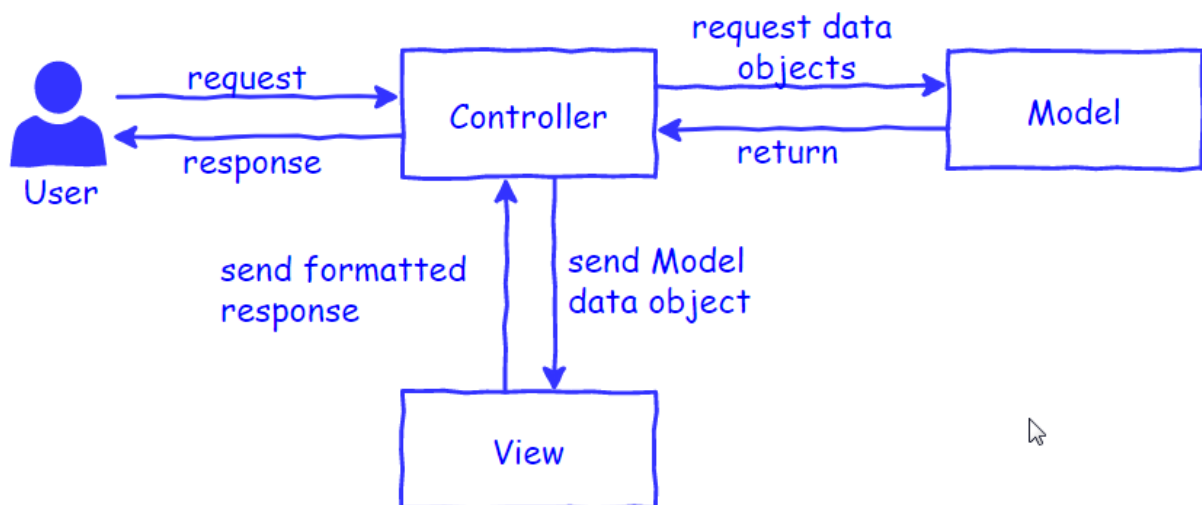 request data
objects
request
Controller
Model
response
return
User
send formatted
response
send Model
data object
View